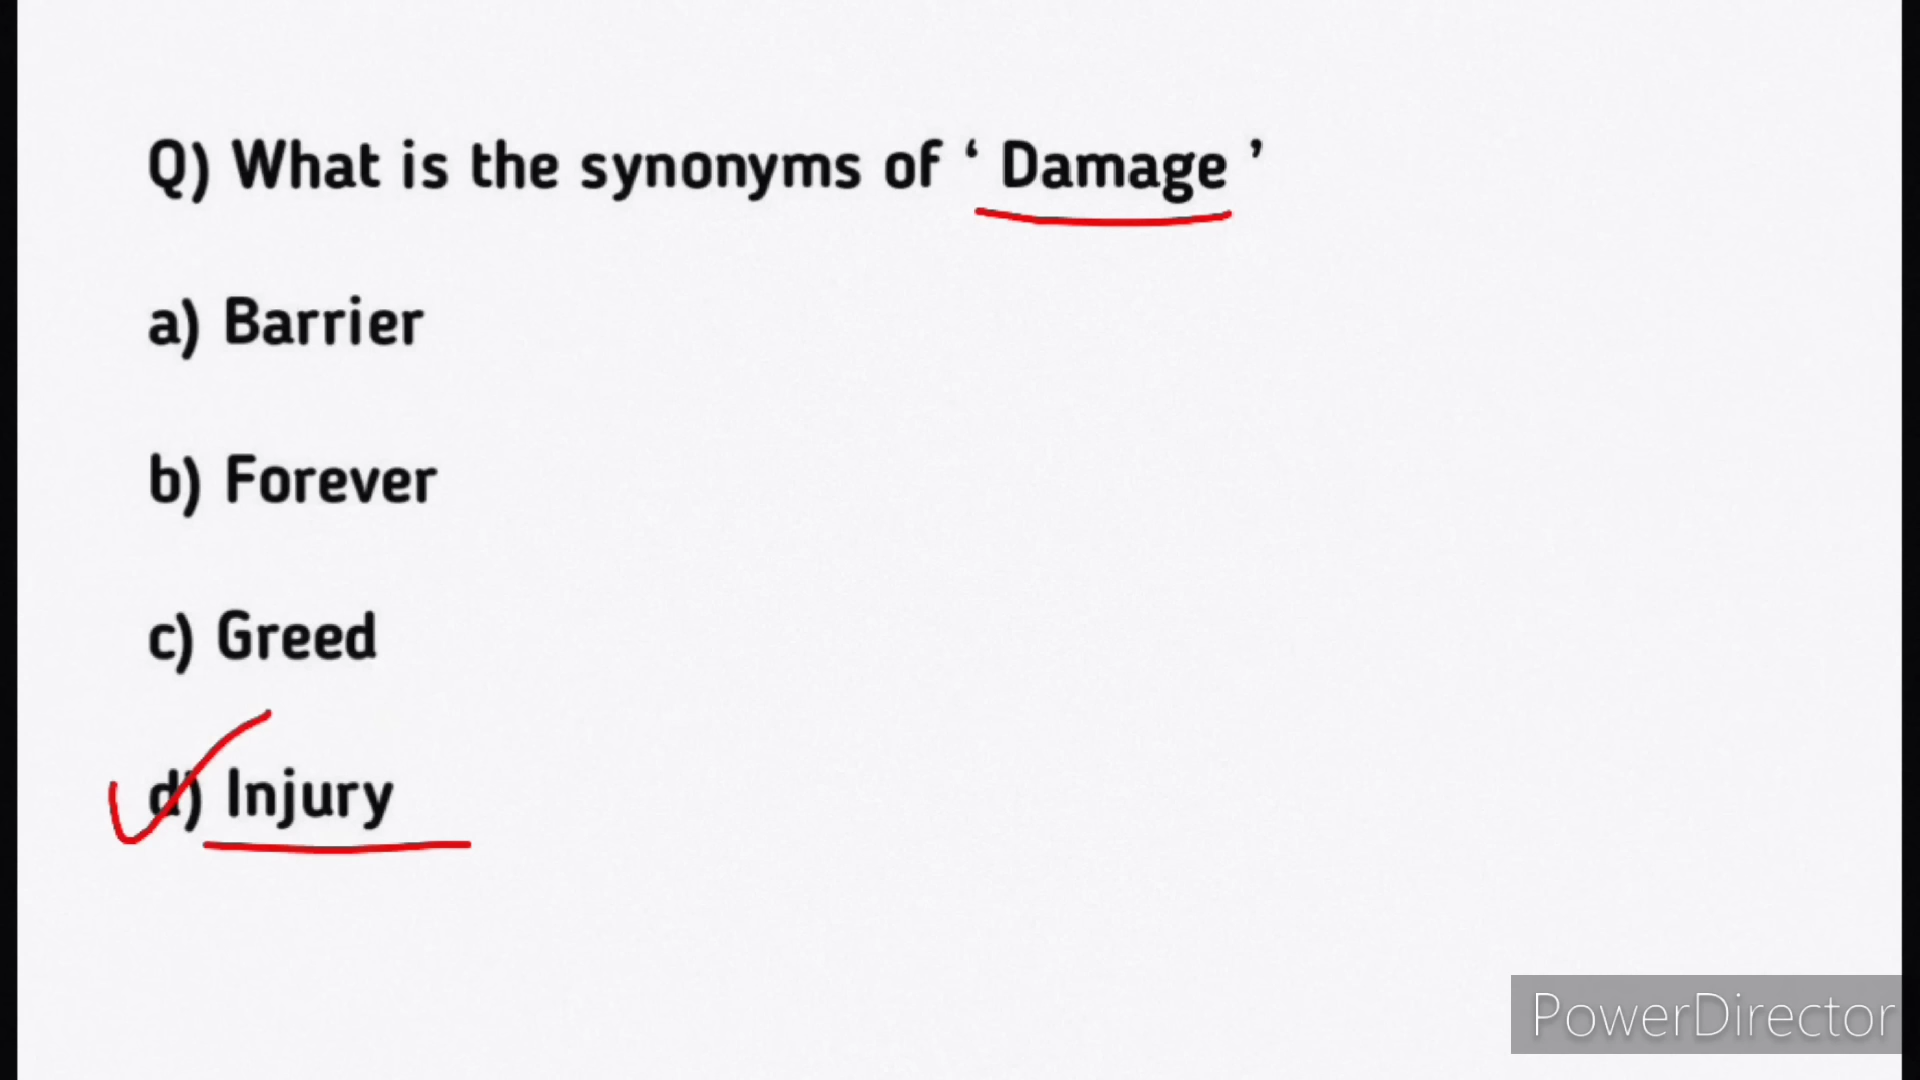 Q) What is the synonyms of ‘ Damage ’
a) Barrier
b) Forever
c) Greed
d) Injury
PowerDirector